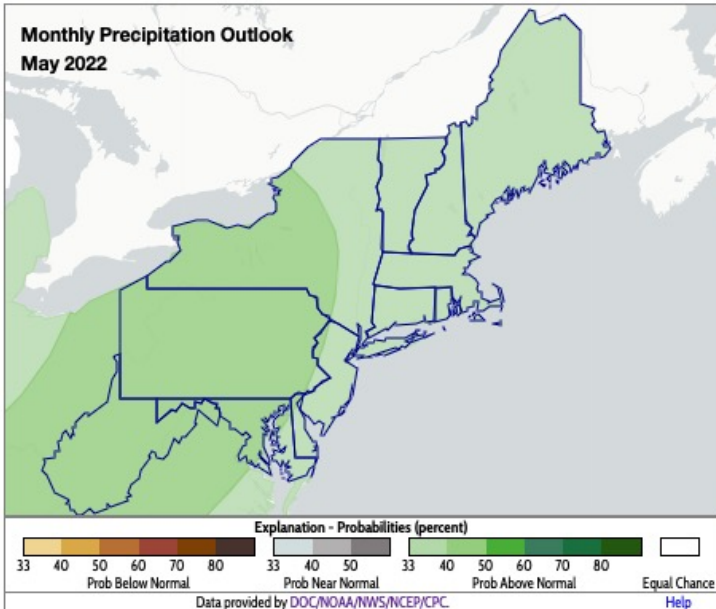 Monthly Precipitation Outlook
May 2022
Explanation - Probabilities (percent)
33 40 50 60 70 80 33 40 50 33 40 50 60 70 80
Prob Below Normal Prob Near Normal Prob Above Normal Equal Chance
Data provided by DOC/NOAA/NWS/NCEP/CPC. Help